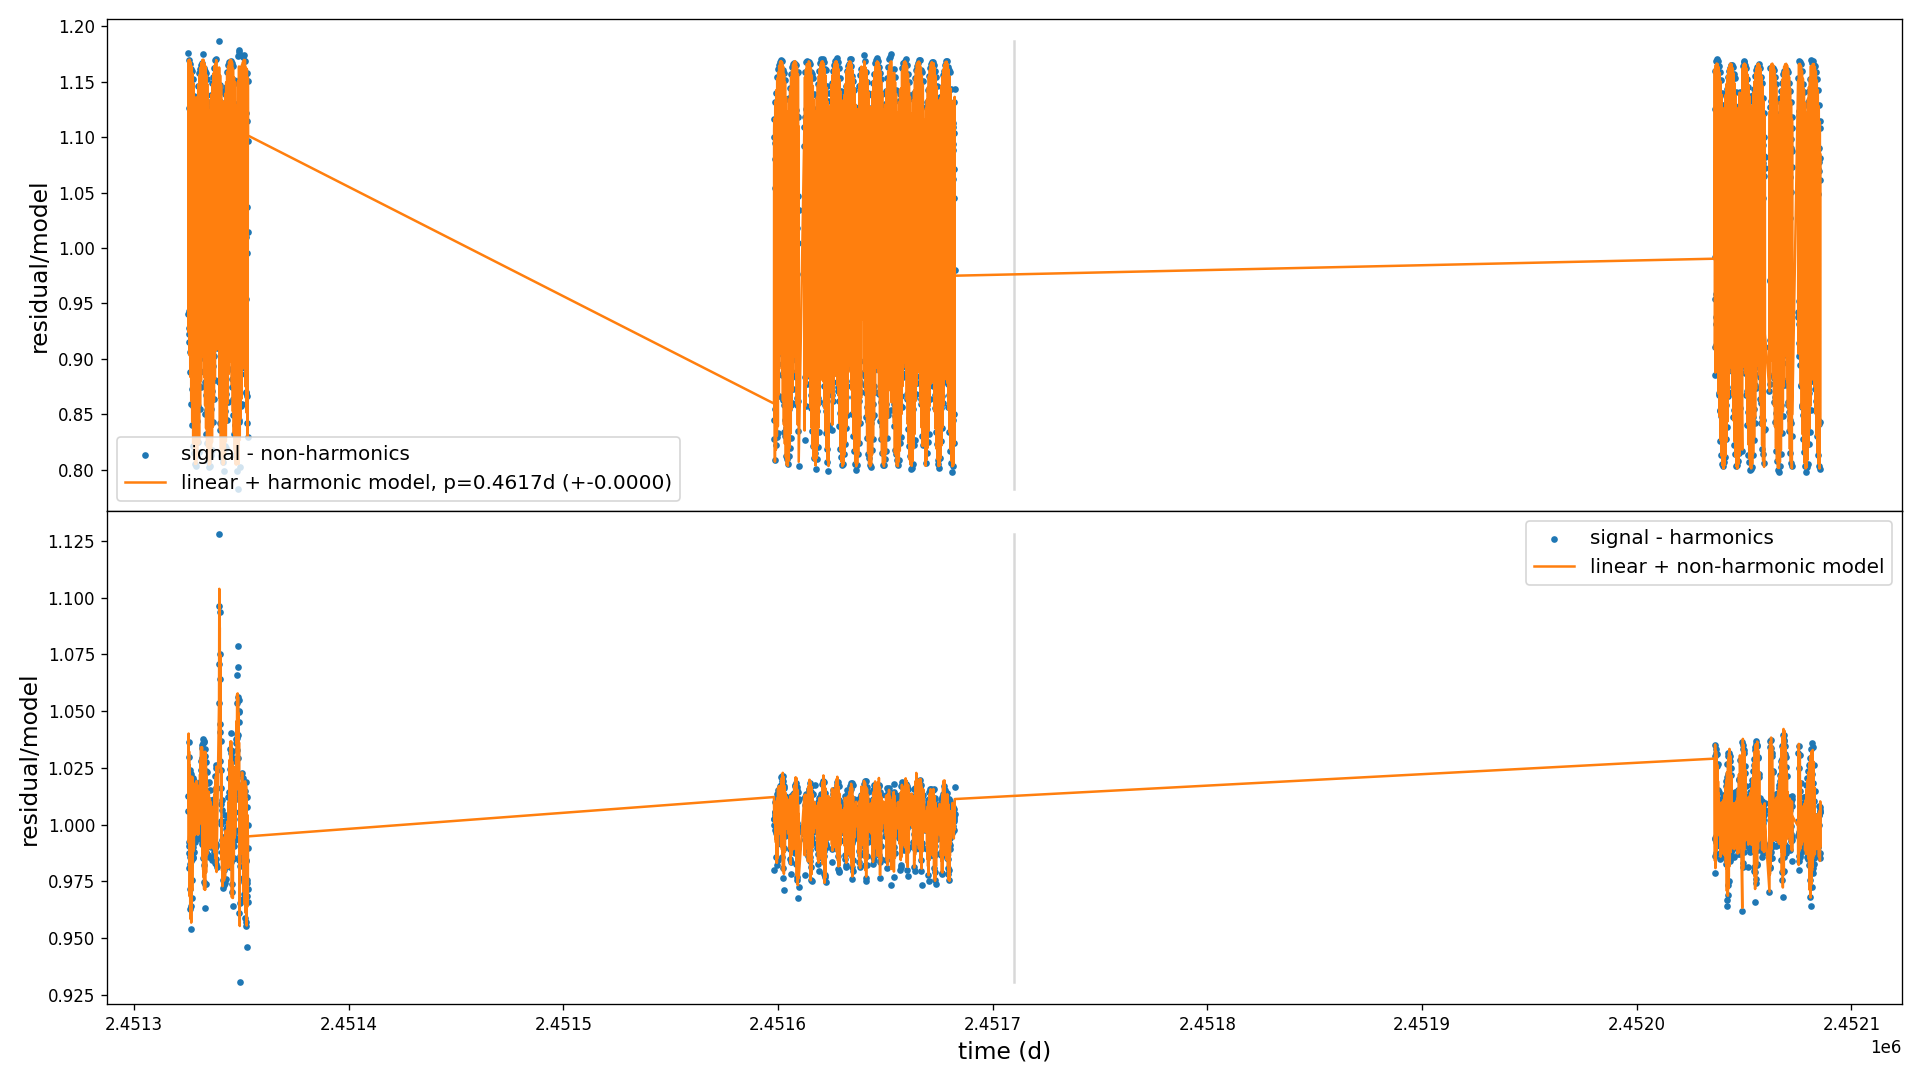 1.20
1.15
1.10
1.05
1.00
0.95
0.90
0.85
0.80
residual/model
signal - non-harmonics
linear + harmonic model, p=0.4617d (+-0.0000)
1.125
1.100
1.075
1.050
1.025
1.000
0.975
0.950
0.925
residual/model
signal - harmonics
linear + non-harmonic model
2.4513 2.4514 2.4515 2.4516 2.4517 2.4518 2.4519 2.4520 2.4521
1e6
time (d)